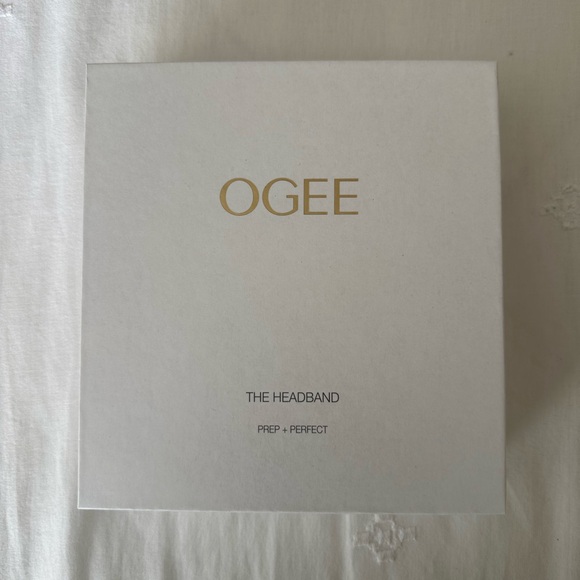 OGEE
THE HEADBAND
PREP + PERFECT